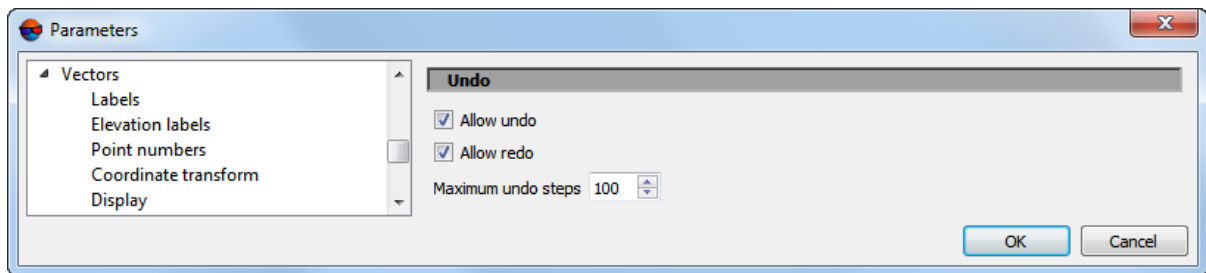 Parameters
Vectors
Labels
Elevation labels
Point numbers
Coordinate transform
Display
Undo
Allow undo
Allow redo
Maximum undo steps 100
OK Cancel